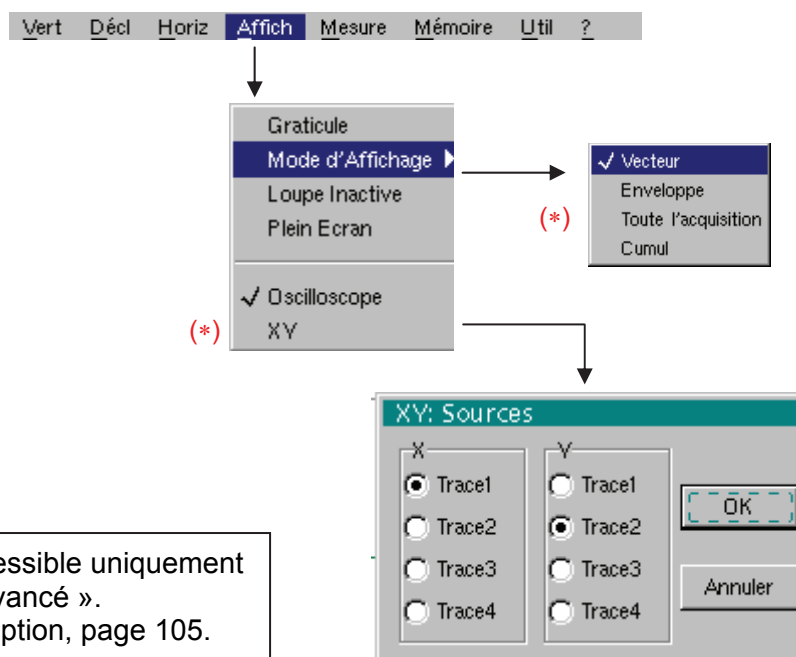 Vert Décl Horiz Affich Mesure Mémoire Util ?
Graticule
Mode d'Affichage
Loupe Inactive
Plein Ecran
✓ Oscilloscope
(*) XY
✓ Vecteur
Enveloppe
(*) Toute l'acquisition
Cumul
XY: Sources
X
Trace1
Trace2
Trace3
Trace4
Y
Trace1
Trace2
Trace3
Trace4
OK
Annuler
essible uniquement
vancé ».
ption, page 105.